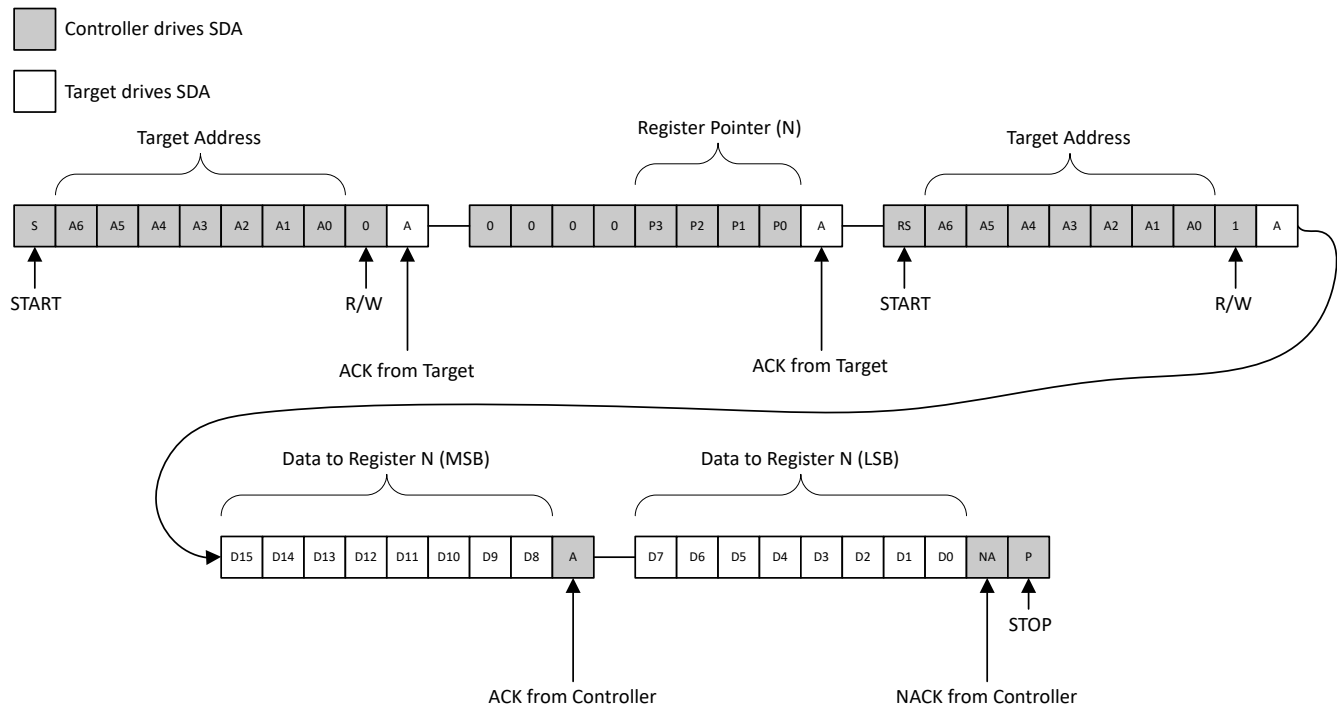 Controller drives SDA
Target drives SDA
Target Address
Register Pointer (N)
Target Address
S A6 A5 A4 A3 A2 A1 A0 0 A 0 0 0 0 P3 P2 P1 P0 A RS A6 A5 A4 A3 A2 A1 A0 1 A
START R/W START R/W
ACK from Target ACK from Target
Data to Register N (MSB) Data to Register N (LSB)
D15 D14 D13 D12 D11 D10 D9 D8 A D7 D6 D5 D4 D3 D2 D1 D0 NA P
STOP
ACK from Controller NACK from Controller